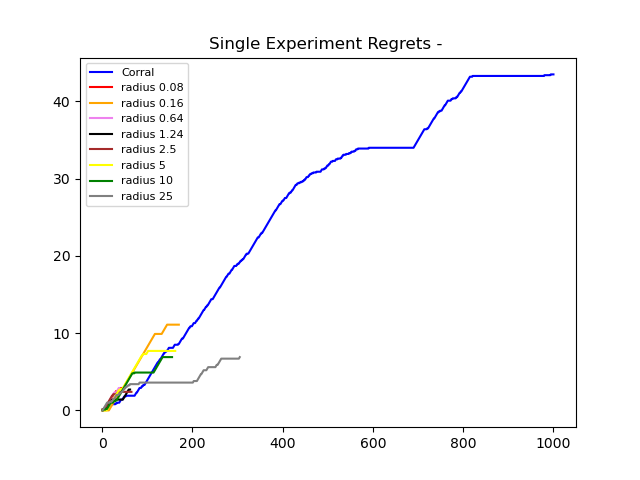 Single Experiment Regrets -
Corral
radius 0.08
radius 0.16
radius 0.64
radius 1.24
radius 2.5
radius 5
radius 10
radius 25
40
30
20
10
0
0 200 400 600 800 1000